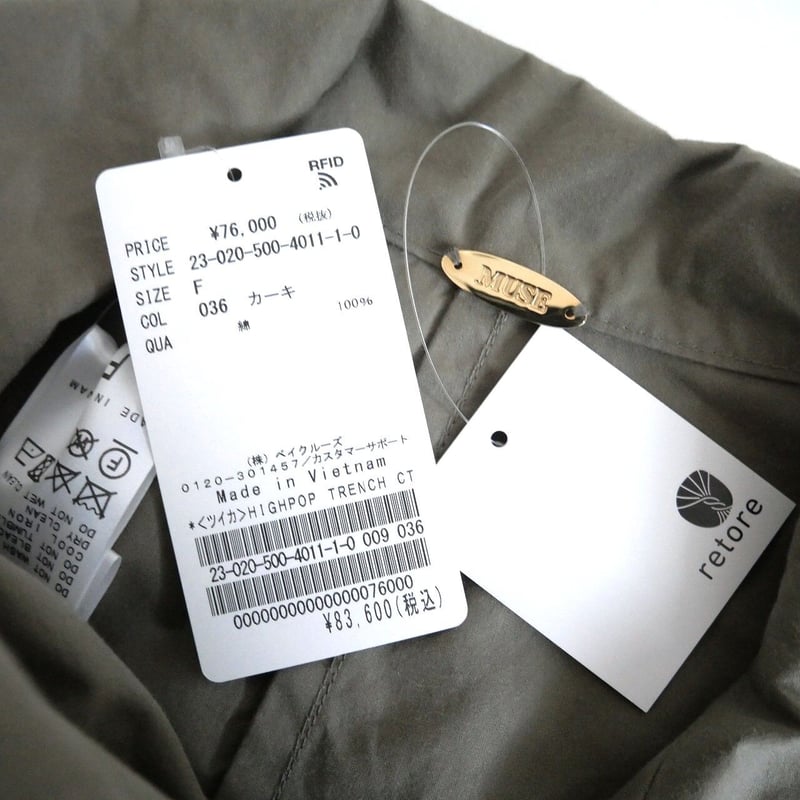 RFID
PRICE ¥76,000 (税抜)
STYLE 23-020-500-4011-1-0
SIZE F
COL 036 カーキ
QUA 綿 100%
(株) ベイクルーズ
0120-301457/カスタマーサポート
Made in Vietnam
*<ツイカ>HIGHPOP TRENCH CT
23-020-500-4011-1-0 009 036
00000000000000076000
¥83,600(税込)
MUSE
retore
MADE IN
NAM
F
DO NOT WASH
DO NOT BLEACH
DO NOT TUMBLE
COOL IRON
DRY CLEAN
DO NOT WET CLEAN